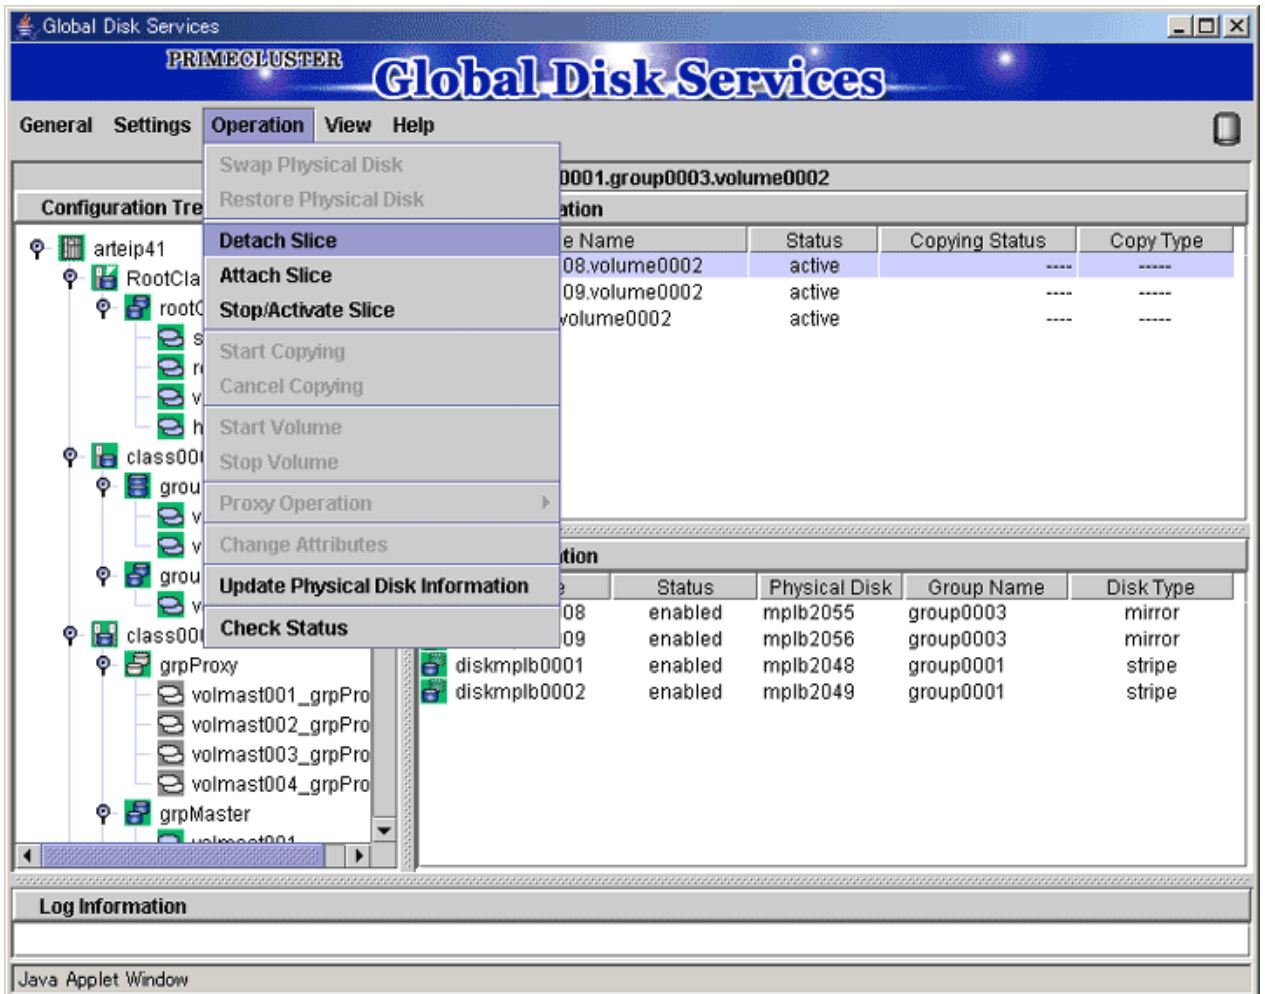 Global Disk Services
PRIMECLUSTER Global Disk Services
General Settings Operation View Help
0001.group0003.volume0002
Configuration Tre
ation
Swap Physical Disk
Restore Physical Disk
Detach Slice
Attach Slice
Stop/Activate Slice
Start Copying
Cancel Copying
Start Volume
Stop Volume
Proxy Operation
Change Attributes
Update Physical Disk Information
Check Status
arteip41
RootCla
rootC
s
r
v
h
class00
grou
v
v
grou
v
class00
grpProxy
volmast001_grpPro
volmast002_grpPro
volmast003_grpPro
volmast004_grpPro
grpMaster
volmast001
e Name Status Copying Status Copy Type
08.volume0002 active ---- -----
09.volume0002 active ---- -----
volume0002 active ---- -----
tion
e Status Physical Disk Group Name Disk Type
08 enabled mplb2055 group0003 mirror
09 enabled mplb2056 group0003 mirror
diskmplb0001 enabled mplb2048 group0001 stripe
diskmplb0002 enabled mplb2049 group0001 stripe
Log Information
Java Applet Window